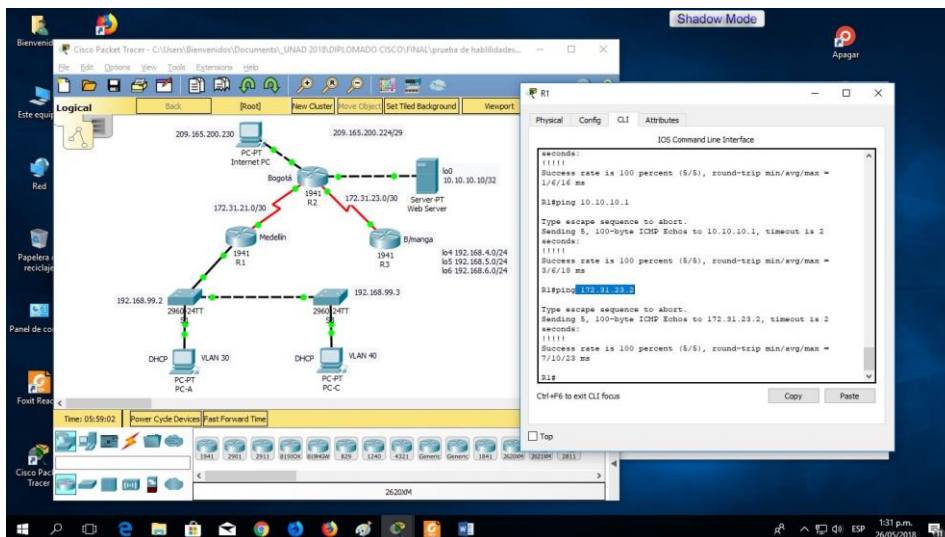 Shadow Mode
Bienvenido
Apagar
Cisco Packet Tracer - C:\Users\Bienvenidos\Documents\_UNAD 2018\DIPLOMADO CISCO\FINAL\prueba de habilidades...
File Edit Options View Tools Extensions Help
Logical
Back
[Root]
New Cluster
Move Object
Set Tiled Background
Viewport
Este equip
Red
Papelera
reciclaje
Panel de co
Foxit Reac
Cisco Pac
Tracer
209.165.200.230
209.165.200.224/29
PC-PT
Internet PC
Bogotá
1941
R2
lo0
10.10.10.10/32
Server-PT
Web Server
172.31.21.0/30
172.31.23.0/30
Medellín
1941
R1
B/manga
1941
R3
lo4 192.168.4.0/24
lo5 192.168.5.0/24
lo6 192.168.6.0/24
192.168.99.2
192.168.99.3
2960-24TT
2960-24TT
DHCP
VLAN 30
DHCP
VLAN 40
PC-PT
PC-A
PC-PT
PC-C
Time: 05:59:02
Power Cycle Devices
Fast Forward Time
1941 2901 2911 819IOX 819HGW 829 1240 4321 Generic Generic 1841 2620XM 2621XM 2811
2620XM
R1
Physical Config CLI Attributes
IOS Command Line Interface
seconds:
!!!!!
Success rate is 100 percent (5/5), round-trip min/avg/max =
1/6/16 ms
R1#ping 10.10.10.1
Type escape sequence to abort.
Sending 5, 100-byte ICMP Echos to 10.10.10.1, timeout is 2
seconds:
!!!!!
Success rate is 100 percent (5/5), round-trip min/avg/max =
3/6/18 ms
R1#ping 172.31.23.2
Type escape sequence to abort.
Sending 5, 100-byte ICMP Echos to 172.31.23.2, timeout is 2
seconds:
!!!!!
Success rate is 100 percent (5/5), round-trip min/avg/max =
7/10/23 ms
R1#
Ctrl+F6 to exit CLI focus
Copy
Paste
Top
ESP
1:31 p.m.
26/05/2018